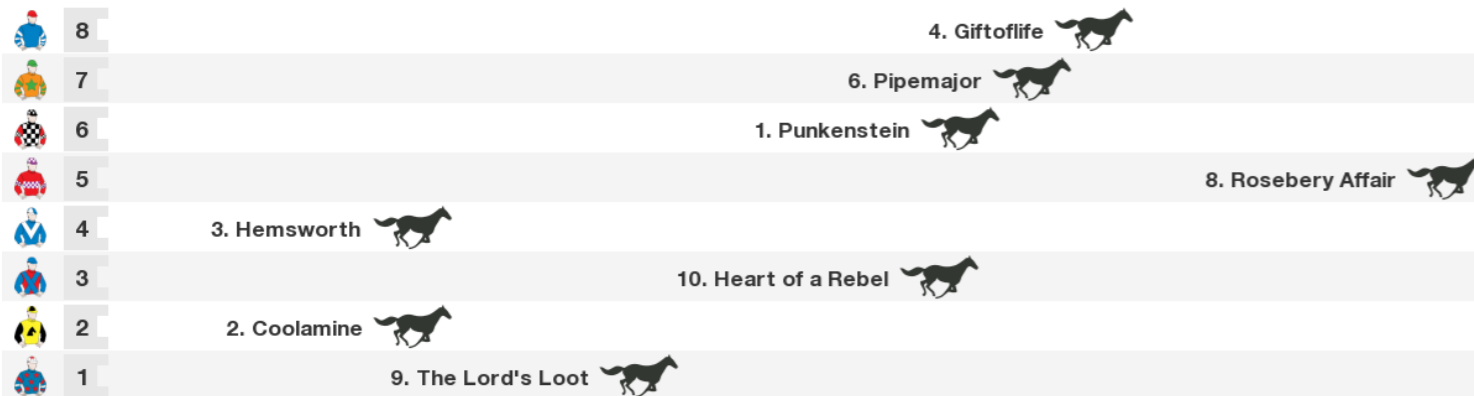 8 4. Giftoflife
7 6. Pipemajor
6 1. Punkenstein
5 8. Rosebery Affair
4 3. Hemsworth
3 10. Heart of a Rebel
2 2. Coolamine
1 9. The Lord's Loot